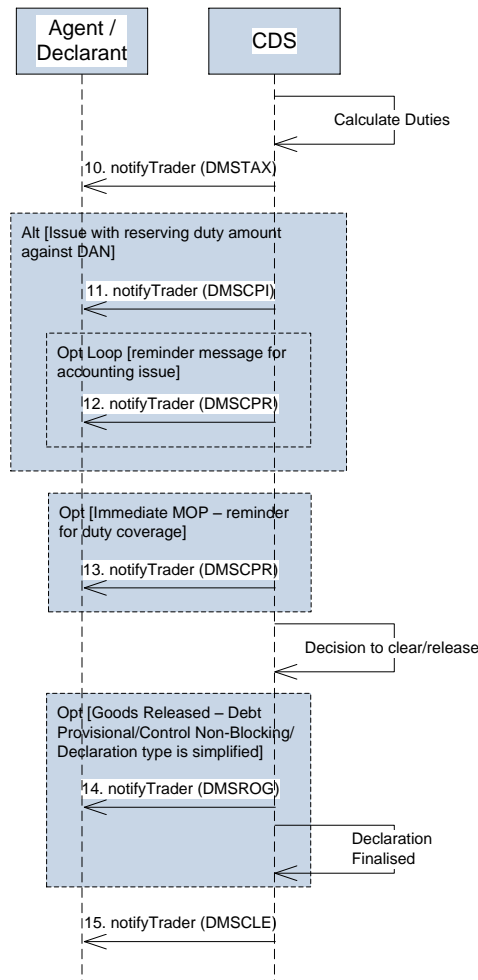 Agent /
Declarant
CDS
Calculate Duties
10. notifyTrader (DMSTAX)
Alt [Issue with reserving duty amount
against DAN]
11. notifyTrader (DMSCPI)
Opt Loop [reminder message for
accounting issue]
12. notifyTrader (DMSCPR)
Opt [Immediate MOP – reminder
for duty coverage]
13. notifyTrader (DMSCPR)
Decision to clear/release
Opt [Goods Released – Debt
Provisional/Control Non-Blocking/
Declaration type is simplified]
14. notifyTrader (DMSROG)
Declaration
Finalised
15. notifyTrader (DMSCLE)